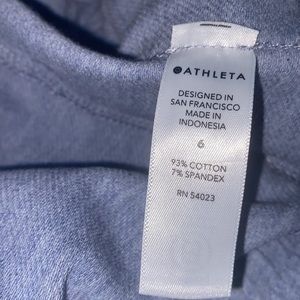 ATHLETA
DESIGNED IN
SAN FRANCISCO
MADE IN
INDONESIA
6
93% COTTON
7% SPANDEX
RN 54023